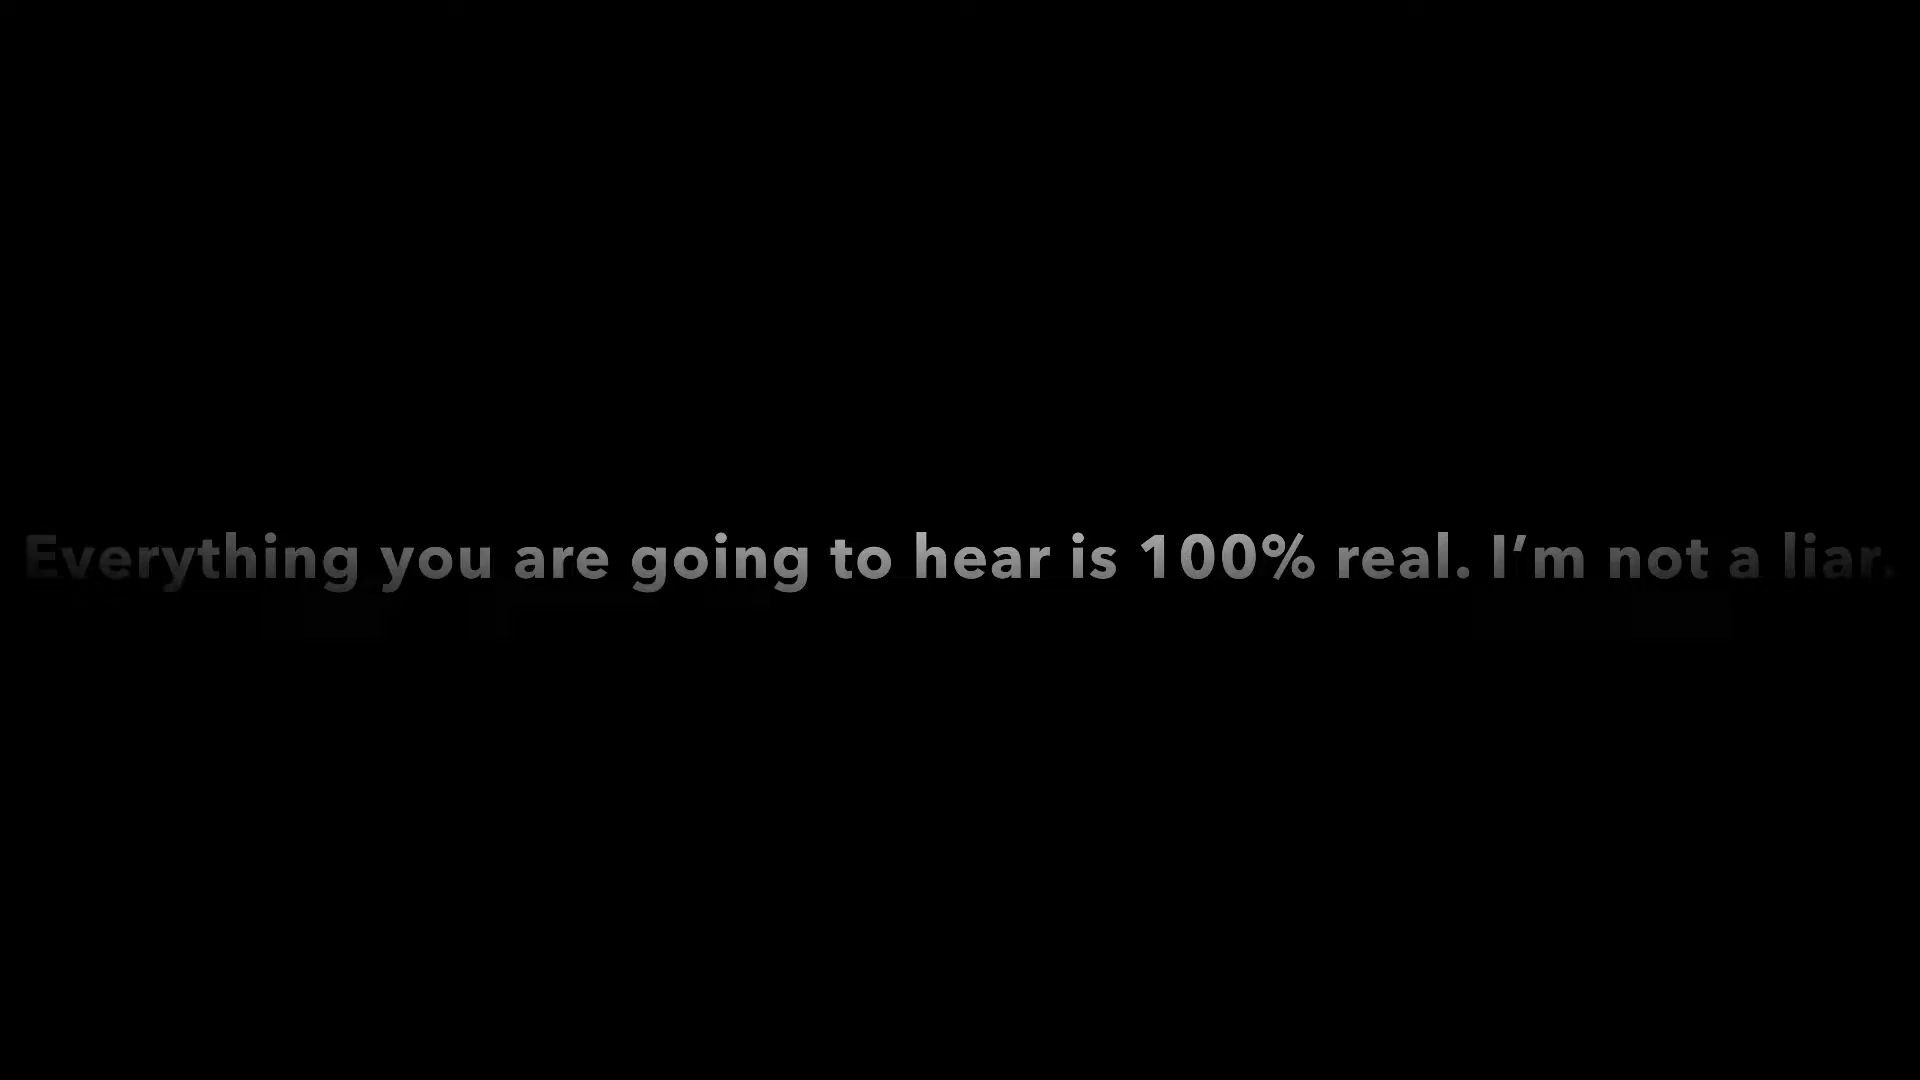 Everything you are going to hear is 100% real. I’m not a liar.